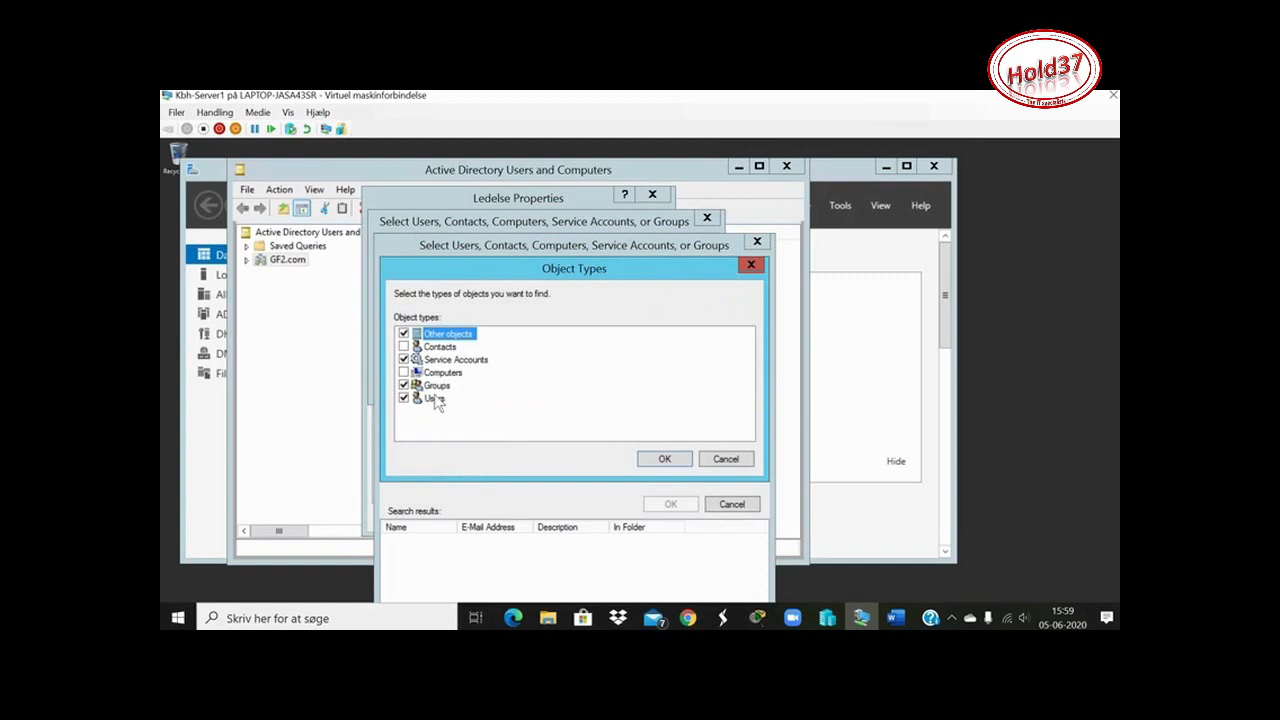 Hold37
The IT specialists
Kbh-Server1 på LAPTOP-JASA43SR - Virtuel maskinforbindelse
Filer Handling Medie Vis Hjælp
Active Directory Users and Computers
File Action View Help
Ledelse Properties
Tools View Help
Select Users, Contacts, Computers, Service Accounts, or Groups
Active Directory Users and
Select Users, Contacts, Computers, Service Accounts, or Groups
Saved Queries
GF2.com
Object Types
Select the types of objects you want to find.
Object types:
Other objects
Contacts
Service Accounts
Computers
Groups
OK Cancel
Hide
OK Cancel
Search results:
Name E-Mail Address Description In Folder
Skriv her for at søge
7
15:59
05-06-2020